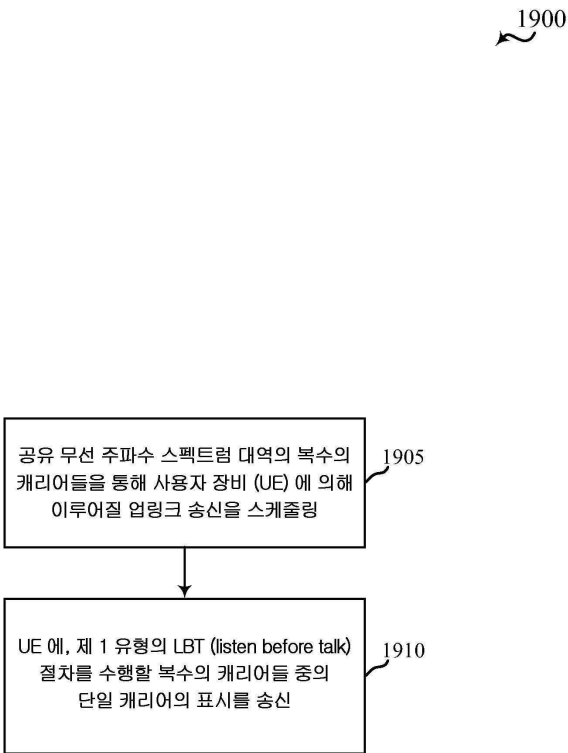 1900
공유 무선 주파수 스펙트럼 대역의 복수의
캐리어들을 통해 사용자 장비 (UE) 에 의해
이루어질 업링크 송신을 스케줄링
1905
UE 에, 제 1 유형의 LBT (listen before talk)
절차를 수행할 복수의 캐리어들 중의
단일 캐리어의 표시를 송신
1910